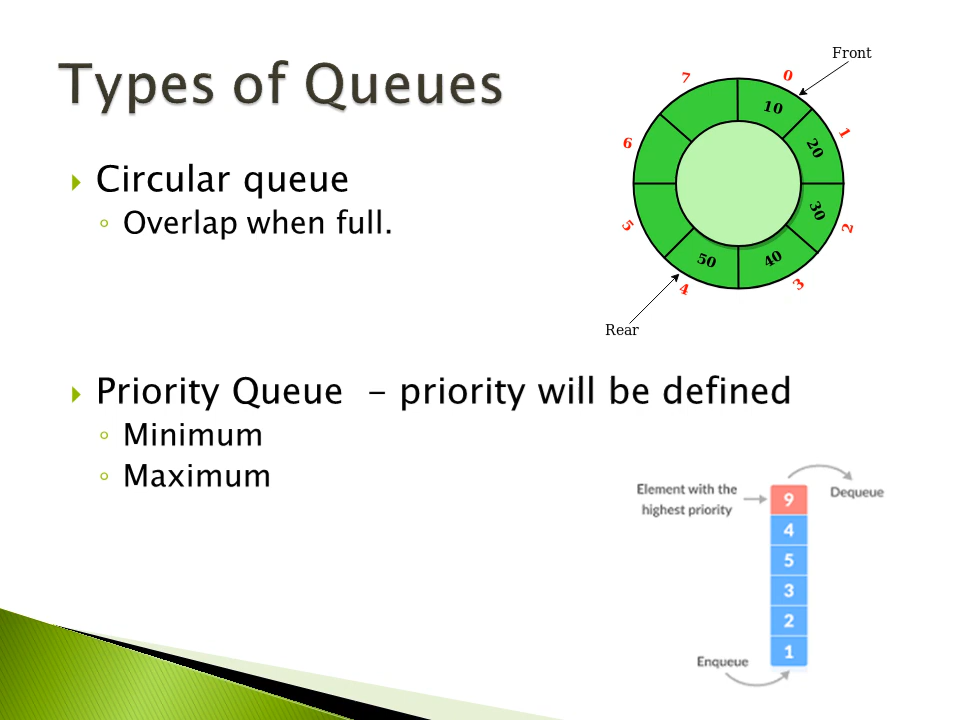 Types of Queues
Circular queue
Overlap when full.
Front
0
1
2
3
4
5
6
7
10
20
30
40
50
Rear
Priority Queue – priority will be defined
Minimum
Maximum
Element with the
highest priority
Dequeue
9
4
5
3
2
1
Enqueue